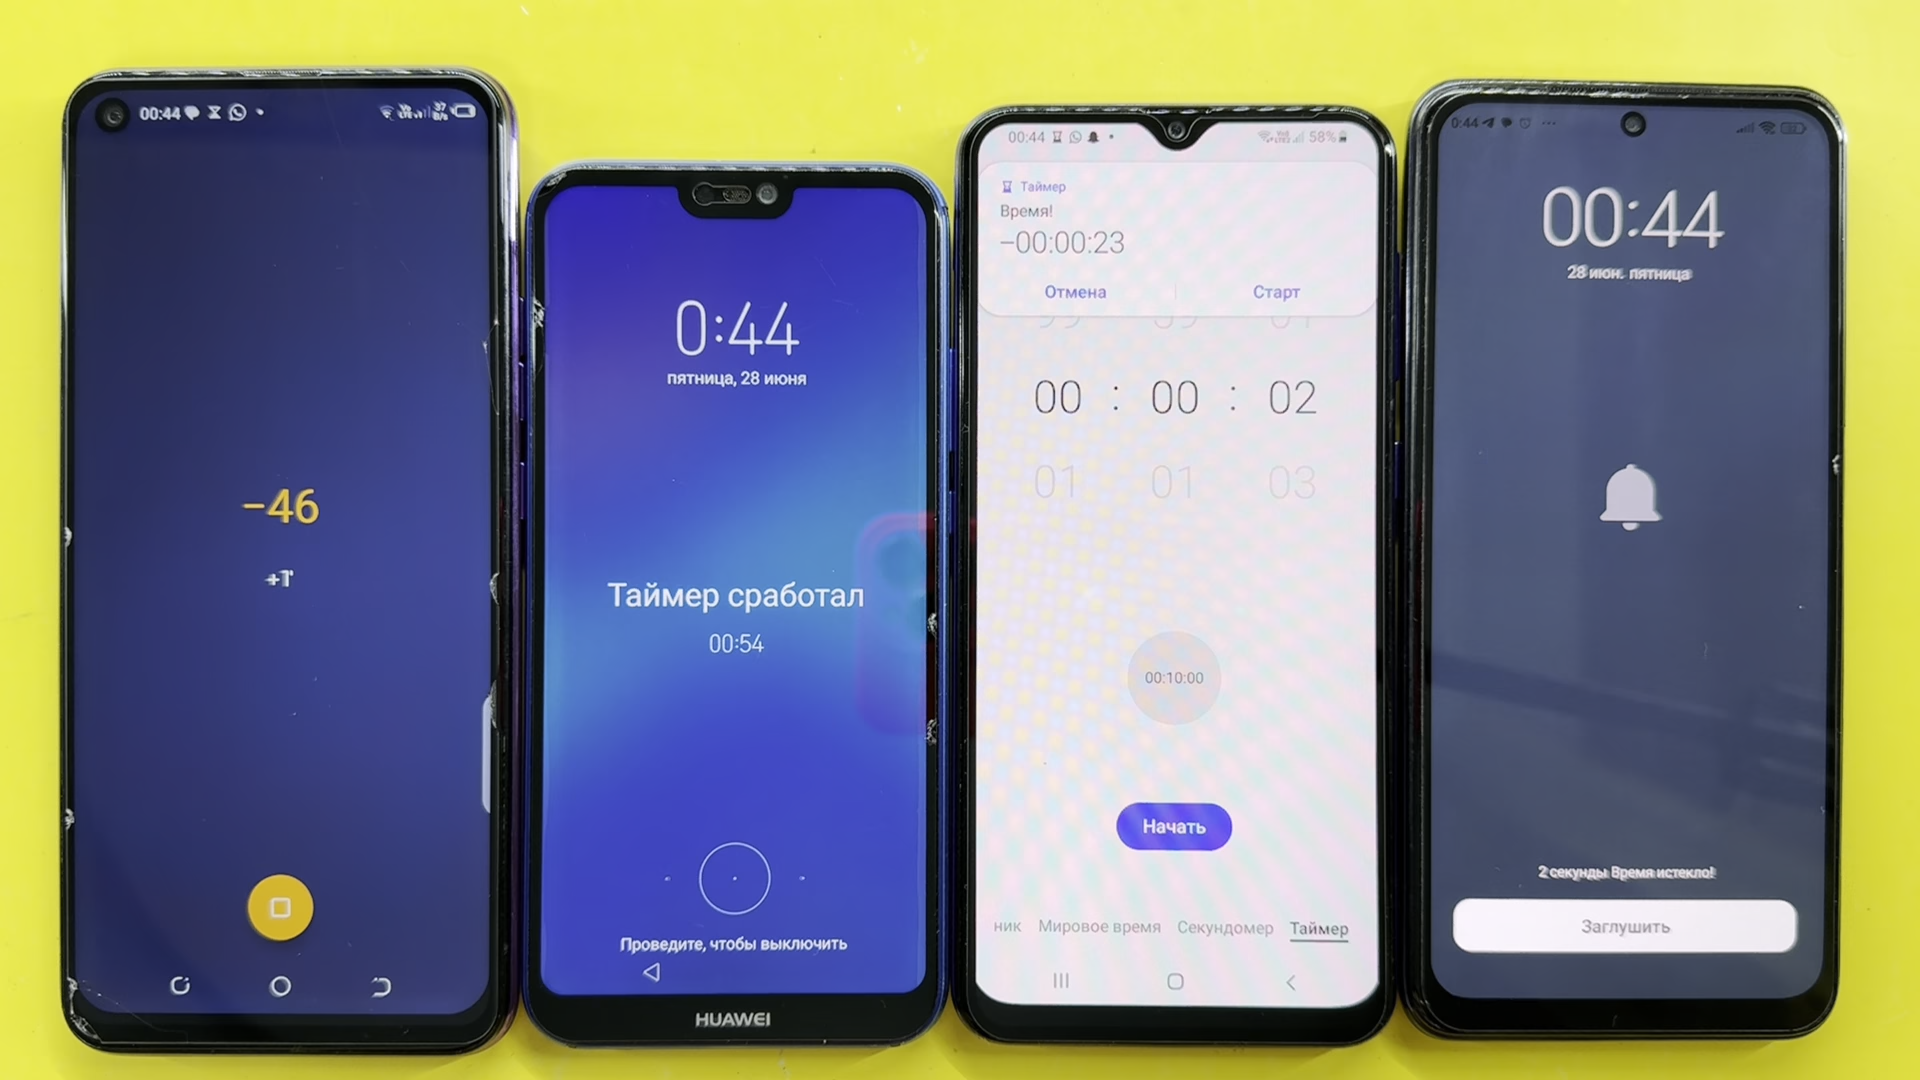 00:44
−46
+1'
0:44
пятница, 28 июня
Таймер сработал
00:54
Проведите, чтобы выключить
HUAWEI
00:44
58%
Таймер
Время!
−00:00:23
Отмена
Старт
00 : 00 : 02
01 01 03
00:10:00
Начать
ник Мировое время Секундомер Таймер
0:44
00:44
28 июн. пятница
2 секунды Время истекло!
Заглушить